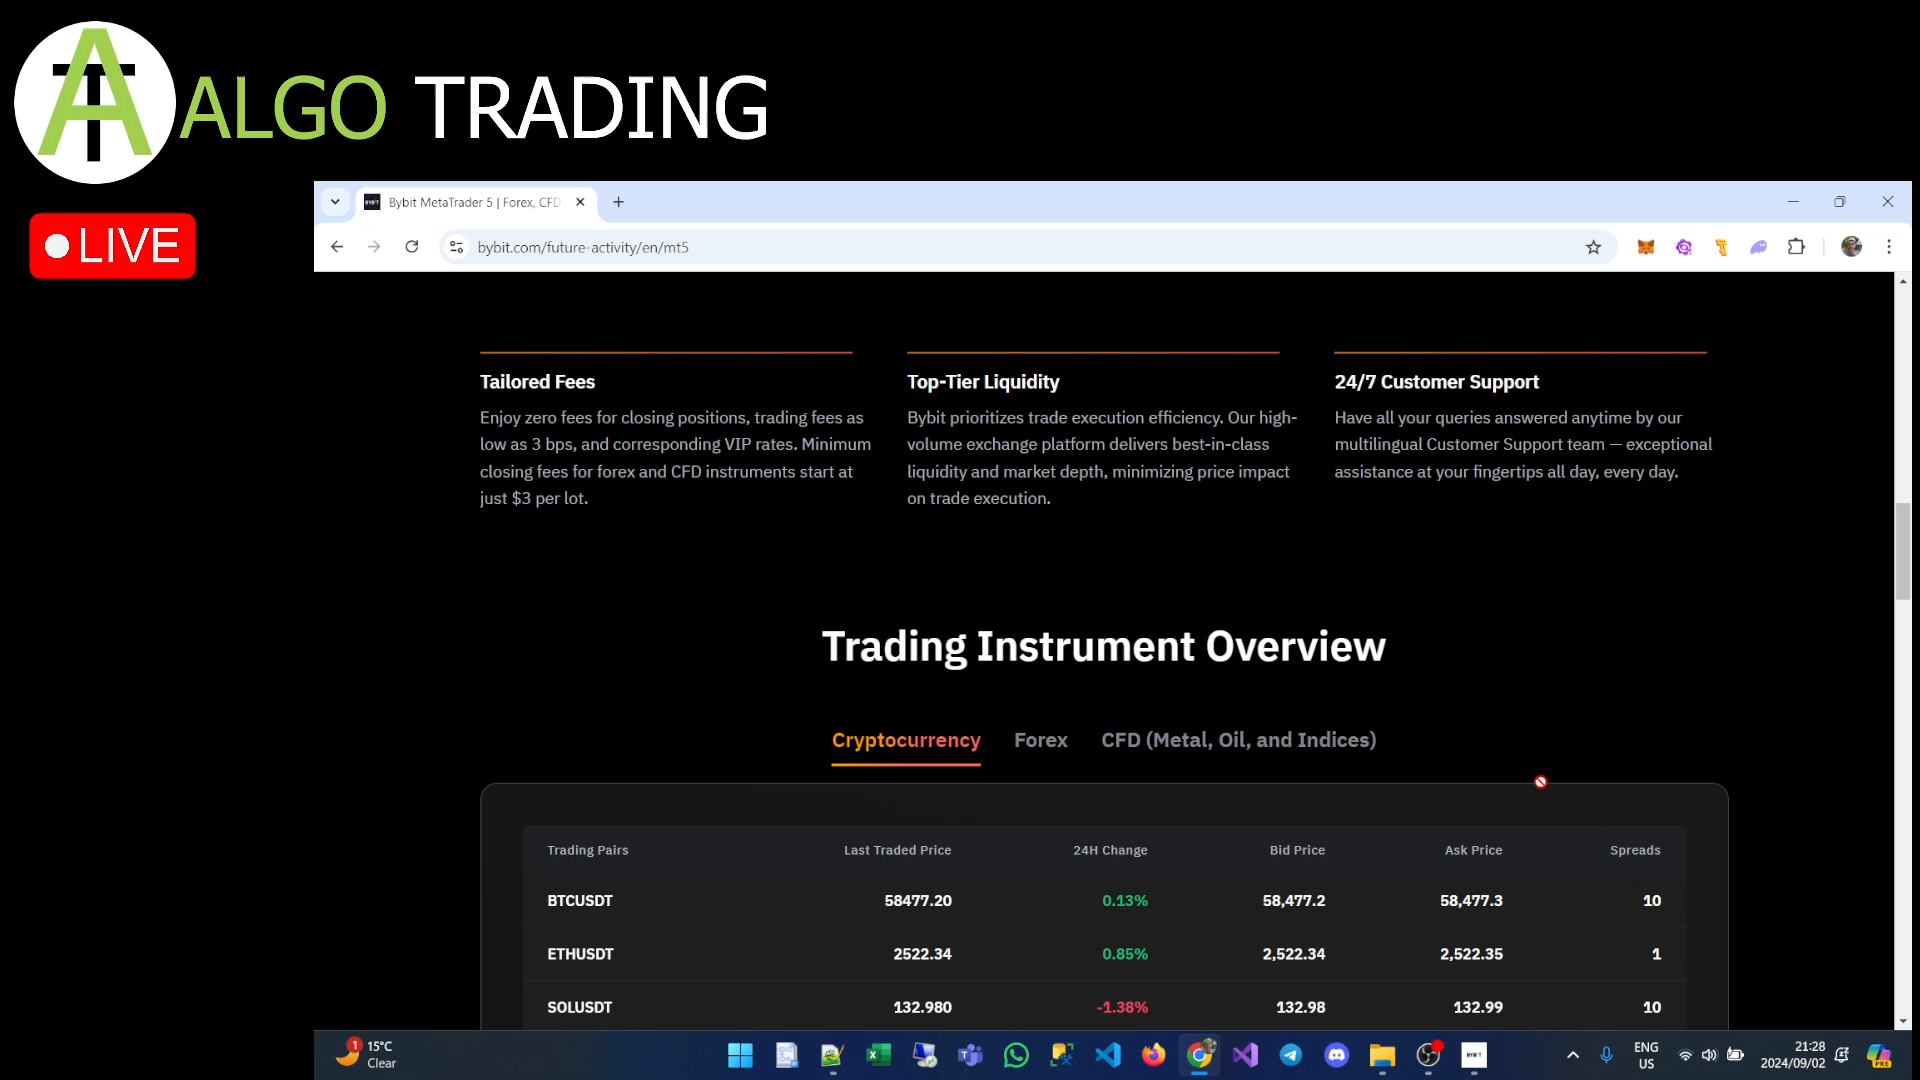 AT ALGO TRADING
LIVE
Bybit MetaTrader 5 | Forex, CFD
bybit.com/future-activity/en/mt5
Tailored Fees
Enjoy zero fees for closing positions, trading fees as
low as 3 bps, and corresponding VIP rates. Minimum
closing fees for forex and CFD instruments start at
just $3 per lot.
Top-Tier Liquidity
Bybit prioritizes trade execution efficiency. Our high-
volume exchange platform delivers best-in-class
liquidity and market depth, minimizing price impact
on trade execution.
24/7 Customer Support
Have all your queries answered anytime by our
multilingual Customer Support team — exceptional
assistance at your fingertips all day, every day.
Trading Instrument Overview
Cryptocurrency Forex CFD (Metal, Oil, and Indices)
Trading Pairs Last Traded Price 24H Change Bid Price Ask Price Spreads
BTCUSDT 58477.20 0.13% 58,477.2 58,477.3 10
ETHUSDT 2522.34 0.85% 2,522.34 2,522.35 1
SOLUSDT 132.980 -1.38% 132.98 132.99 10
1 15°C
Clear
ENG
US
21:28
2024/09/02
PRE